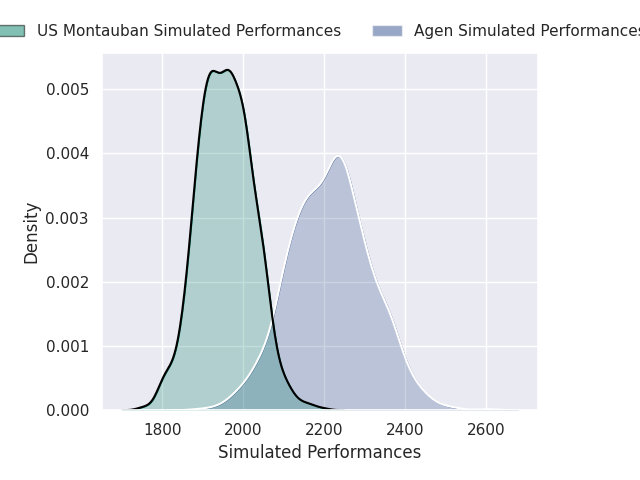 US Montauban Simulated Performances
Agen Simulated Performances
0.005
0.004
0.003
0.002
0.001
0.000
Density
1800 2000 2200 2400 2600
Simulated Performances